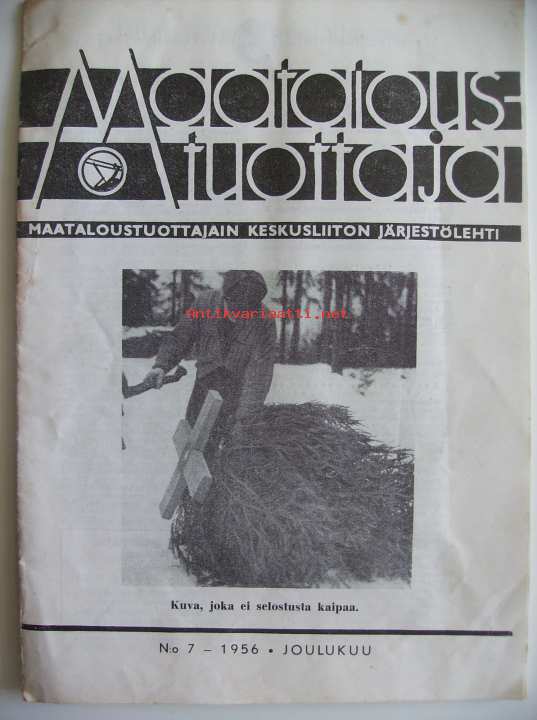 Maatalous-
tuottaja
MAATALOUSTUOTTAJAIN KESKUSLIITON JÄRJESTÖLEHTI
Antikvariaatti.net
Kuva, joka ei selostusta kaipaa.
N:o 7 – 1956 • JOULUKUU